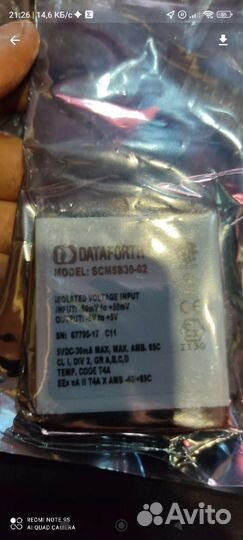 21:26 14,6 КБ/с
DATAFORTH
MODEL: SCM5B30-02
ISOLATED VOLTAGE INPUT
INPUT: -50mV to +50mV
OUTPUT: -5V to +5V
SN: 67795-17 C11
5VDC-30mA MAX, MAX. AMB. 85C
CL I, DIV 2, GR A,B,C,D
TEMP. CODE T4A
EEx nA II T4A X AMB -40/+85C
II3G
REDMI NOTE 9S
AI QUAD CAMERA
Avito